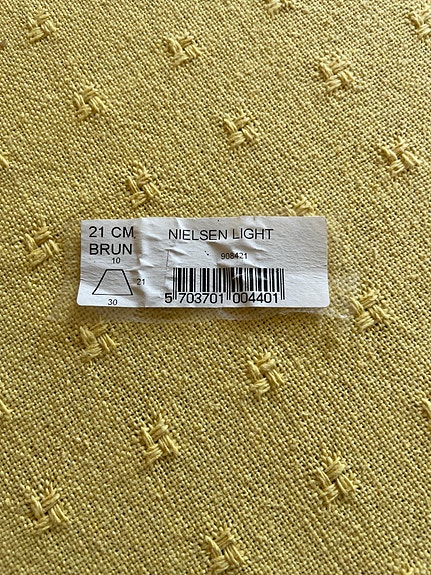 21 CM
BRUN
NIELSEN LIGHT
908421
10
21
30
5 703701 004401